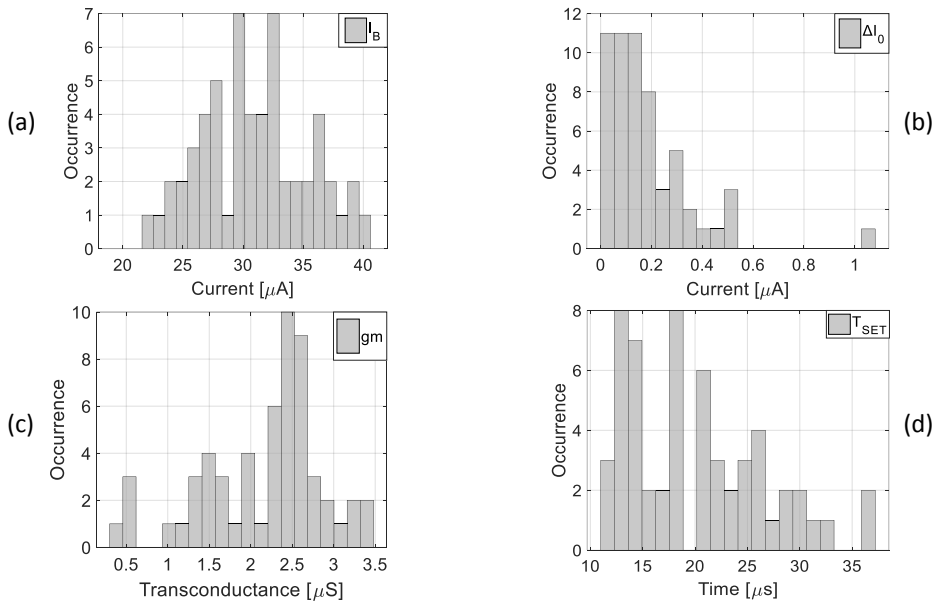 (a)
7
6
5
4
3
2
1
0
Occurrence
20 25 30 35 40
Current [μA]
I_B
(b)
12
10
8
6
4
2
0
Occurrence
0 0.2 0.4 0.6 0.8 1
Current [μA]
ΔI_0
(c)
10
8
6
4
2
0
Occurrence
0.5 1 1.5 2 2.5 3 3.5
Transconductance [μS]
gm
(d)
8
6
4
2
0
Occurrence
10 15 20 25 30 35
Time [μs]
T_SET